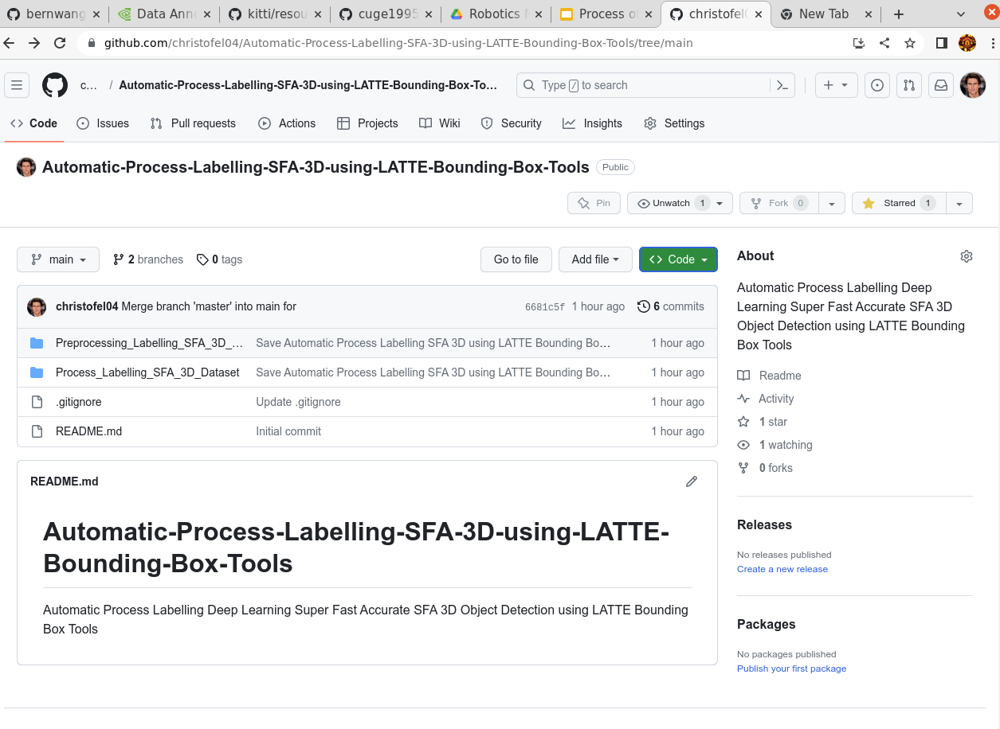 bernwang
Data Ann
kitti/resou
cuge1995
Robotics
Process o
christofel0
New Tab
github.com/christofel04/Automatic-Process-Labelling-SFA-3D-using-LATTE-Bounding-Box-Tools/tree/main
c... / Automatic-Process-Labelling-SFA-3D-using-LATTE-Bounding-Box-To...
Type / to search
Code Issues Pull requests Actions Projects Wiki Security Insights Settings
Automatic-Process-Labelling-SFA-3D-using-LATTE-Bounding-Box-Tools Public
Pin Unwatch 1 Fork 0 Starred 1
main 2 branches 0 tags Go to file Add file Code
christofel04 Merge branch 'master' into main for 6681c5f 1 hour ago 6 commits
Preprocessing_Labelling_SFA_3D_... Save Automatic Process Labelling SFA 3D using LATTE Bounding Bo... 1 hour ago
Process_Labelling_SFA_3D_Dataset Save Automatic Process Labelling SFA 3D using LATTE Bounding Bo... 1 hour ago
.gitignore Update .gitignore 1 hour ago
README.md Initial commit 1 hour ago
README.md
Automatic-Process-Labelling-SFA-3D-using-LATTE-
Bounding-Box-Tools
Automatic Process Labelling Deep Learning Super Fast Accurate SFA 3D Object Detection using LATTE Bounding
Box Tools
About
Automatic Process Labelling Deep
Learning Super Fast Accurate SFA 3D
Object Detection using LATTE Bounding
Box Tools
Readme
Activity
1 star
1 watching
0 forks
Releases
No releases published
Create a new release
Packages
No packages published
Publish your first package